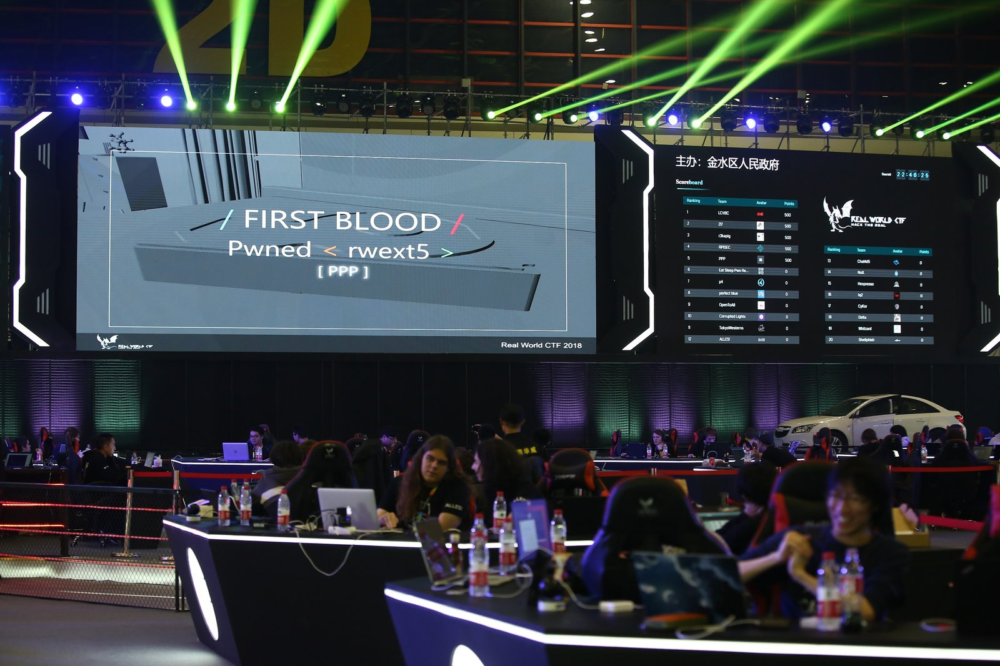 2D
/ FIRST BLOOD /
Pwned < rwext5 >
[ PPP ]
REAL WORLD CTF
Real World CTF 2018
主办：金水区人民政府
Scoreboard
22:46:25
Ranking Team Avatar Points
1 LC↯BC 500
2 217 500
3 r3kapig 500
4 RPISEC 500
5 PPP 500
6 Eat Sleep Pwn Re... 0
7 p4 0
8 perfect blue 0
9 OpenToAll 0
10 Corrupted Lights 0
11 TokyoWesterns 0
12 ALLES! 0
REAL WORLD CTF
HACK THE REAL
Ranking Team Avatar Points
13 ChaMd5 0
14 NuIL 0
15 Hexpresso 0
16 tq2 0
17 CyKor 0
18 Delta 0
19 Whitzard 0
20 Shellphish 0
ALLES!